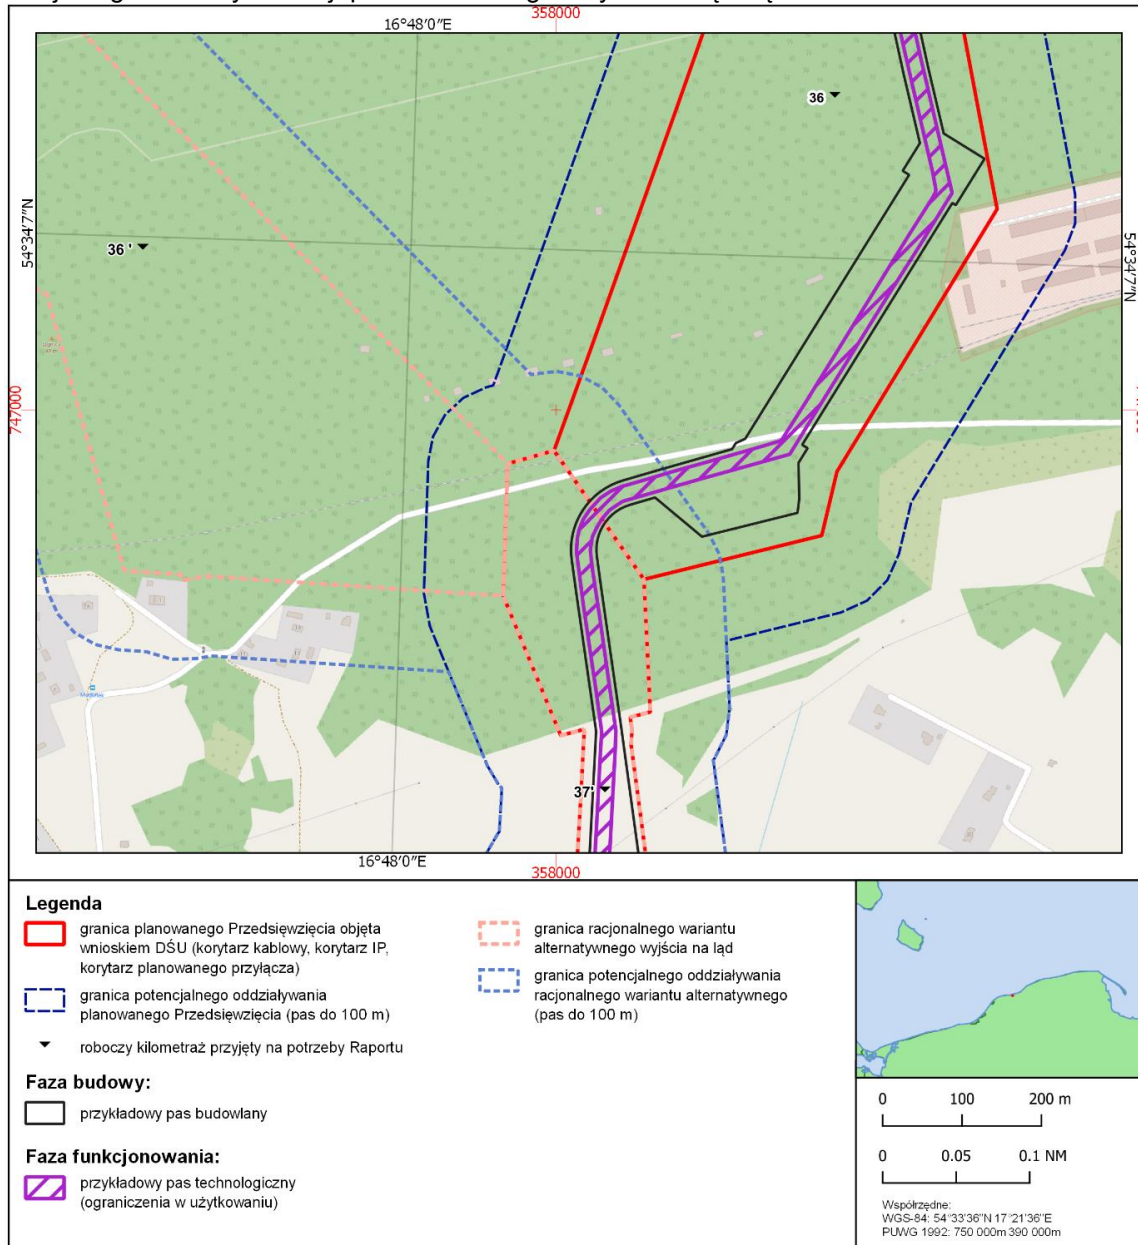 358000
16°48'0"E
36
54°34'7"N
36 '
54°34'7"N
747000
37'
16°48'0"E
358000
Legenda
granica planowanego Przedsięwzięcia objęta
wnioskiem DŚU (korytarz kablowy, korytarz IP,
korytarz planowanego przyłącza)
granica potencjalnego oddziaływania
planowanego Przedsięwzięcia (pas do 100 m)
roboczy kilometraż przyjęty na potrzeby Raportu
Faza budowy:
przykładowy pas budowlany
Faza funkcjonowania:
przykładowy pas technologiczny
(ograniczenia w użytkowaniu)
granica racjonalnego wariantu
alternatywnego wyjścia na ląd
granica potencjalnego oddziaływania
racjonalnego wariantu alternatywnego
(pas do 100 m)
0 100 200 m
0 0.05 0.1 NM
Współrzędne:
WGS-84: 54°33'36"N 17°21'36"E
PUWG 1992: 750 000m 390 000m